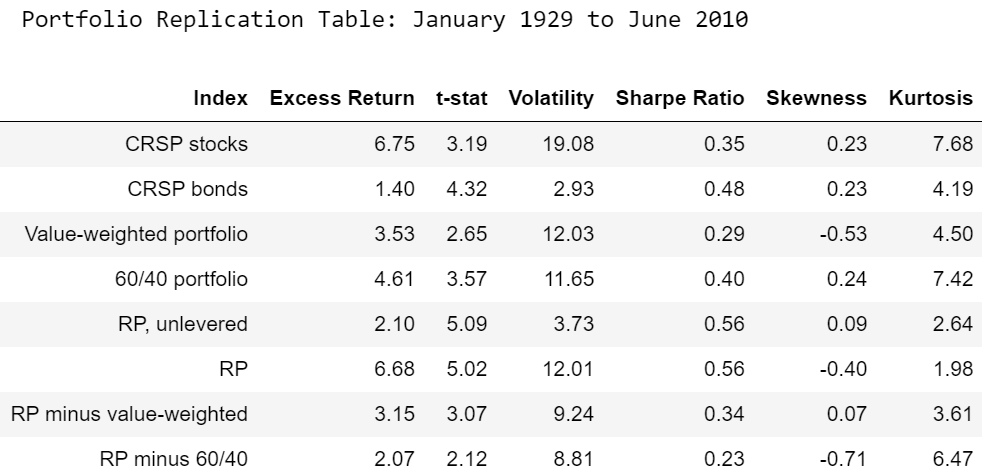 Portfolio Replication Table: January 1929 to June 2010
Index Excess Return t-stat Volatility Sharpe Ratio Skewness Kurtosis
CRSP stocks 6.75 3.19 19.08 0.35 0.23 7.68
CRSP bonds 1.40 4.32 2.93 0.48 0.23 4.19
Value-weighted portfolio 3.53 2.65 12.03 0.29 -0.53 4.50
60/40 portfolio 4.61 3.57 11.65 0.40 0.24 7.42
RP, unlevered 2.10 5.09 3.73 0.56 0.09 2.64
RP 6.68 5.02 12.01 0.56 -0.40 1.98
RP minus value-weighted 3.15 3.07 9.24 0.34 0.07 3.61
RP minus 60/40 2.07 2.12 8.81 0.23 -0.71 6.47